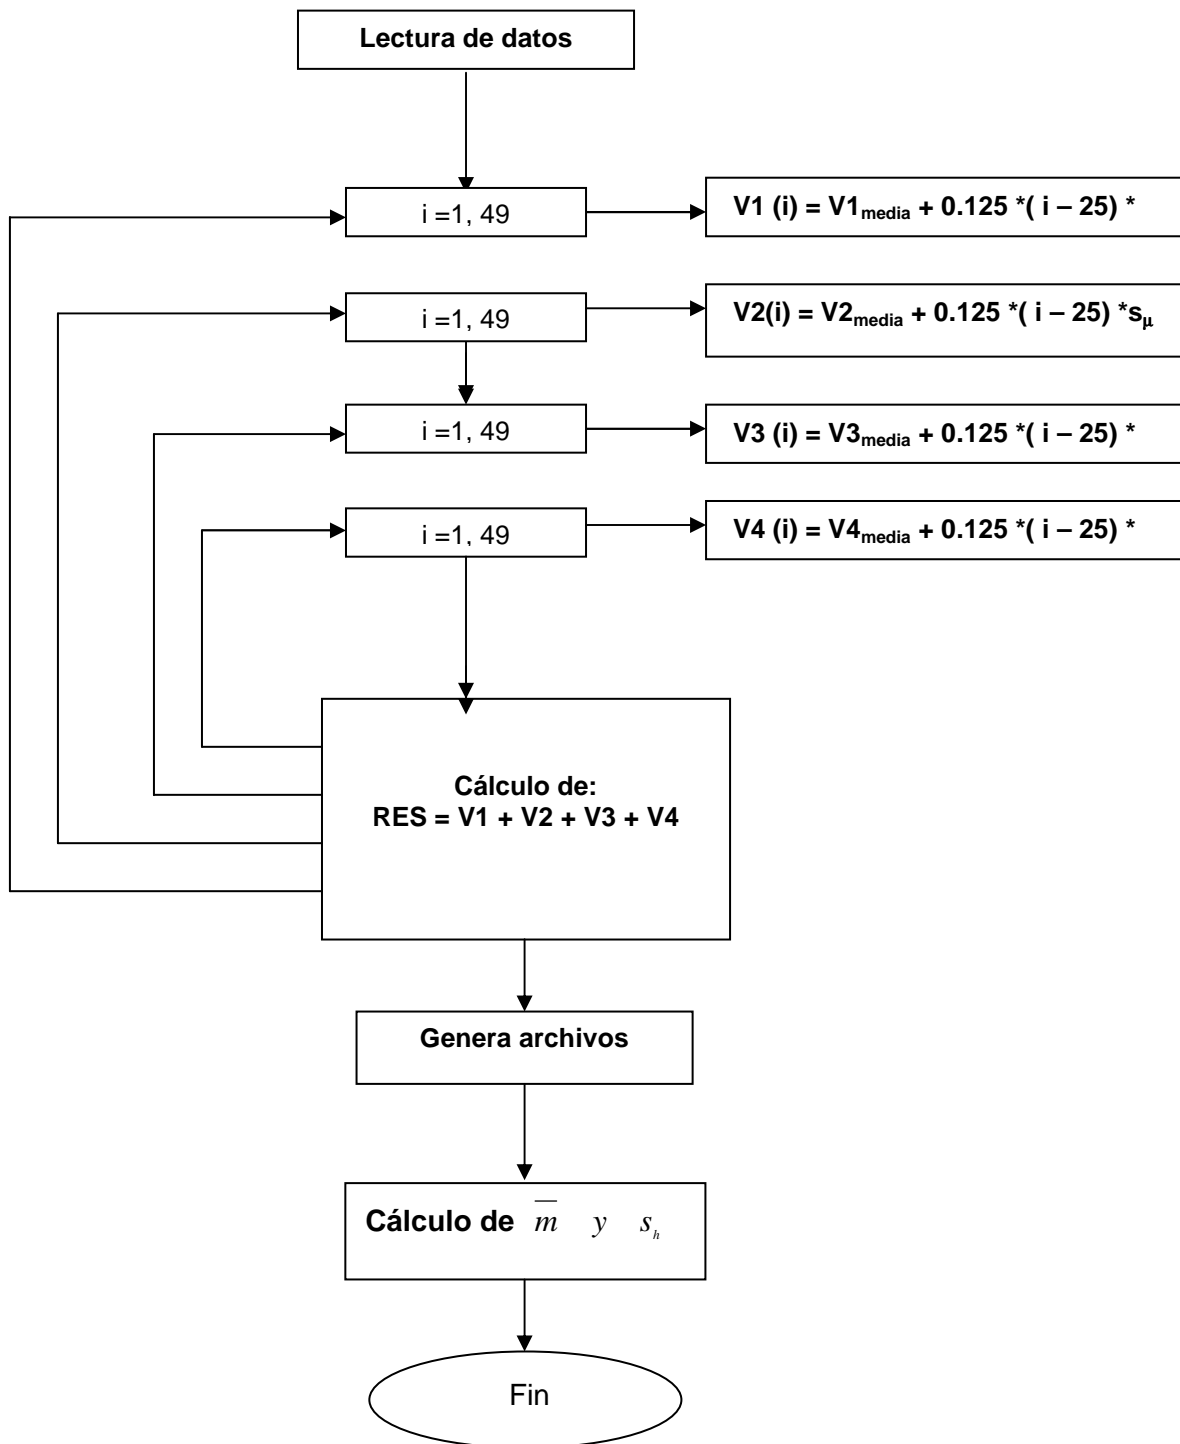 Lectura de datos
i =1, 49
V1 (i) = V1media + 0.125 *( i – 25) *
i =1, 49
V2(i) = V2media + 0.125 *( i – 25) *sμ
i =1, 49
V3 (i) = V3media + 0.125 *( i – 25) *
i =1, 49
V4 (i) = V4media + 0.125 *( i – 25) *
Cálculo de:
RES = V1 + V2 + V3 + V4
Genera archivos
Cálculo de m̅ y sh
Fin